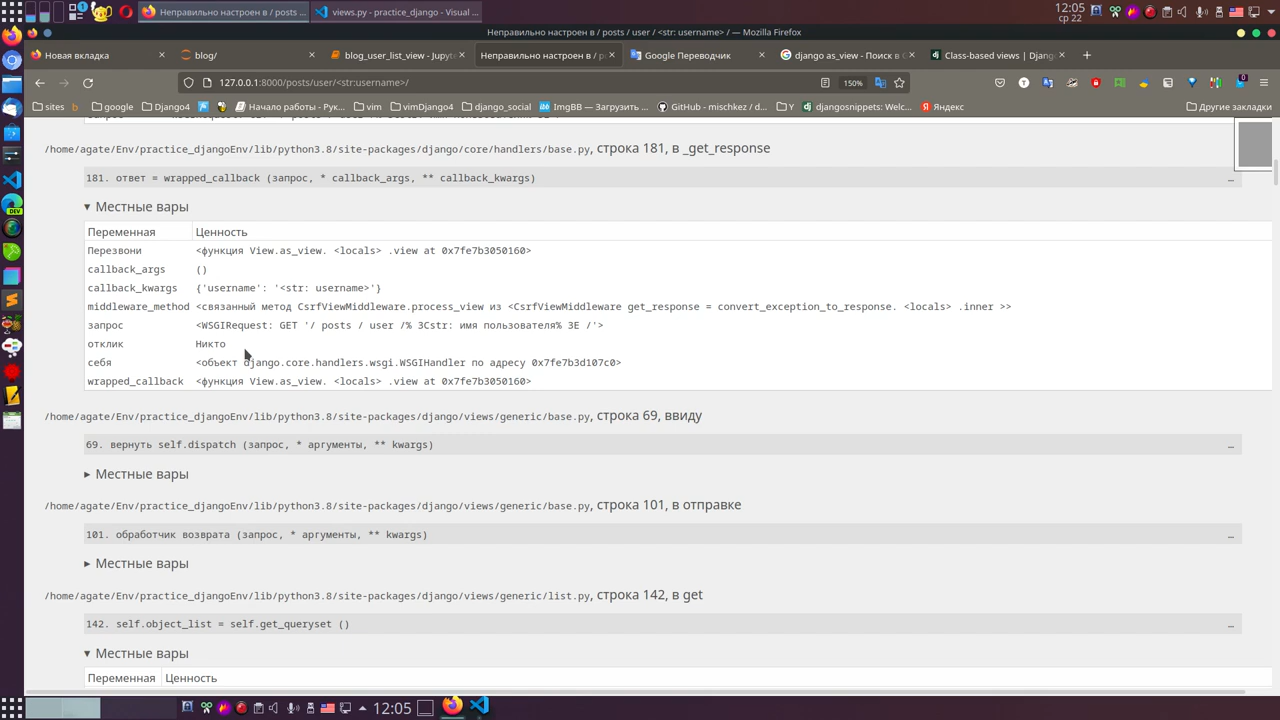 Неправильно настроен в / posts ...
views.py - practice_django - Visual ...
12:05
ср 22
Неправильно настроен в / posts / user / <str: username> / — Mozilla Firefox
Новая вкладка
blog/
blog_user_list_view - Jupyt
Неправильно настроен в / po
Google Переводчик
django as_view - Поиск в G
Class-based views | Djang
127.0.0.1:8000/posts/user/<str:username>/
150%
sites
google
Django4
Начало работы - Рук...
vim
vimDjango4
django_social
ImgBB — Загрузить ...
GitHub - mischkez / d...
Y
djangosnippets: Welc...
Яндекс
Другие закладки
/home/agate/Env/practice_djangoEnv/lib/python3.8/site-packages/django/core/handlers/base.py, строка 181, в _get_response
181. ответ = wrapped_callback (запрос, * callback_args, ** callback_kwargs)
…
▼ Местные вары
Переменная Ценность
Перезвони <функция View.as_view. <locals> .view at 0x7fe7b3050160>
callback_args ()
callback_kwargs {'username': '<str: username>'}
middleware_method <связанный метод CsrfViewMiddleware.process_view из <CsrfViewMiddleware get_response = convert_exception_to_response. <locals> .inner >>
запрос <WSGIRequest: GET '/ posts / user /% 3Cstr: имя пользователя% 3E /'>
отклик Никто
себя <объект django.core.handlers.wsgi.WSGIHandler по адресу 0x7fe7b3d107c0>
wrapped_callback <функция View.as_view. <locals> .view at 0x7fe7b3050160>
/home/agate/Env/practice_djangoEnv/lib/python3.8/site-packages/django/views/generic/base.py, строка 69, ввиду
69. вернуть self.dispatch (запрос, * аргументы, ** kwargs)
…
▶ Местные вары
/home/agate/Env/practice_djangoEnv/lib/python3.8/site-packages/django/views/generic/base.py, строка 101, в отправке
101. обработчик возврата (запрос, * аргументы, ** kwargs)
…
▶ Местные вары
/home/agate/Env/practice_djangoEnv/lib/python3.8/site-packages/django/views/generic/list.py, строка 142, в get
142. self.object_list = self.get_queryset ()
…
▼ Местные вары
Переменная Ценность
12:05